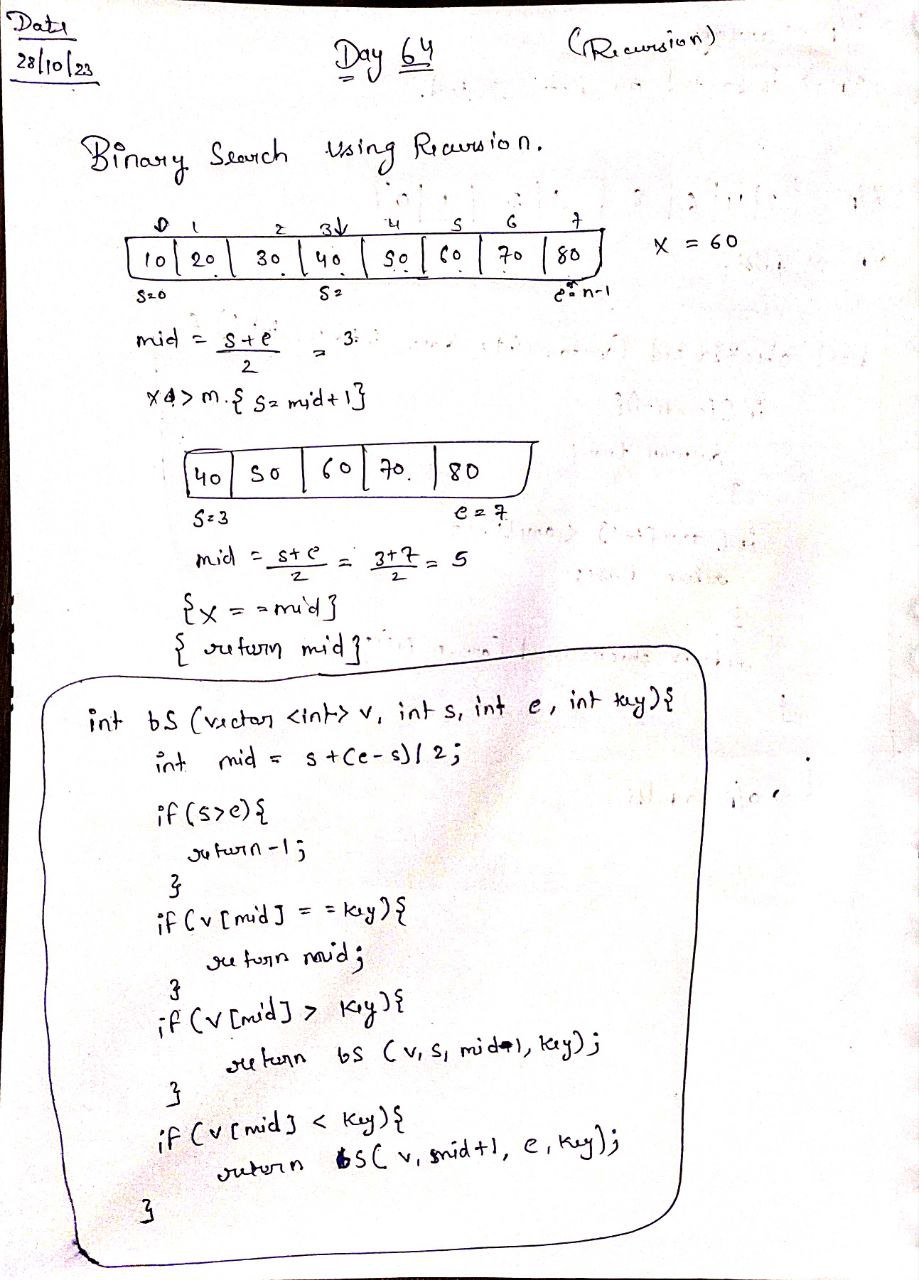 Date
28/10/23
Day 64
(Recursion)
Binary Search Using Recursion.
0 1 2 3↓ 4 5 6 7
10 20 30 40 50 60 70 80
x = 60
s=0 s= e=n-1
mid = s+e/2 = 3
x > m. { s= mid+1}
40 50 60 70. 80
s=3 e=7
mid = s+e/2 = 3+7/2 = 5
{x == mid}
{ return mid}
int bS (vector <int> v, int s, int e, int key){
int mid = s+(e-s)/2;
if (s>e){
return -1;
}
if (v[mid] == key){
return mid;
}
if (v[mid] > key){
return bS (v, s, mid-1, key);
}
if (v[mid] < key){
return bS( v, mid+1, e, key);
}